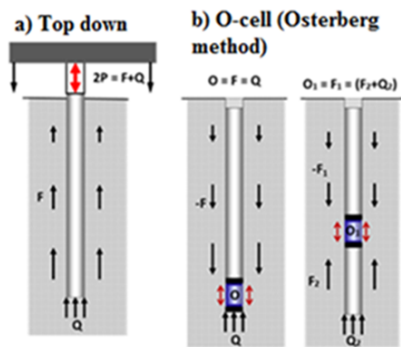 a) Top down
b) O-cell (Osterberg
method)
2P = F+Q
O = F = Q
O₁ = F₁ = (F₂+Q₂)
F
Q
-F
O
Q
-F₁
O₁
F₂
Q₂